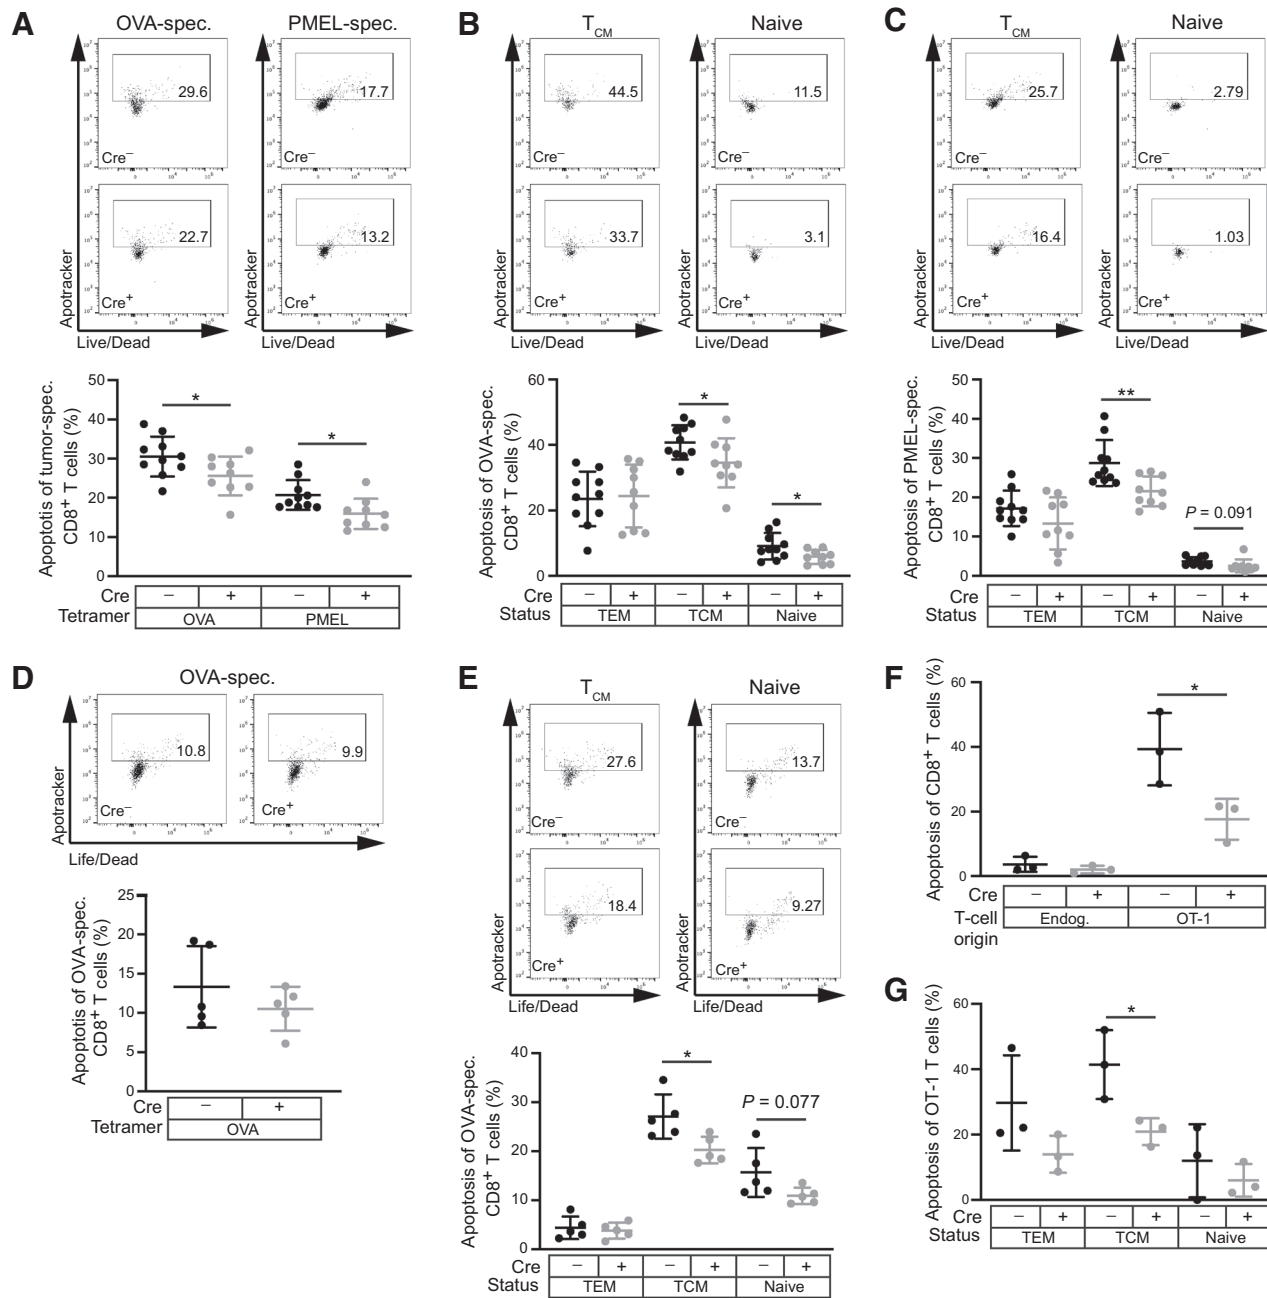 A
OVA-spec.
PMEL-spec.
29.6
Cre–
17.7
Cre–
22.7
Cre+
13.2
Cre+
Apotracker
Apotracker
Live/Dead
Live/Dead
Apoptotis of tumor-spec.
CD8+ T cells (%)
50
40
30
20
10
0
*
*
Cre
– + – +
Tetramer
OVA
PMEL
B
TCM
Naive
44.5
Cre–
11.5
Cre–
33.7
Cre+
3.1
Cre+
Apotracker
Apotracker
Live/Dead
Live/Dead
Apoptosis of OVA-spec.
CD8+ T cells (%)
60
40
20
0
*
*
Cre
– + – + – +
Status
TEM
TCM
Naive
C
TCM
Naive
25.7
Cre–
2.79
Cre–
16.4
Cre+
1.03
Cre+
Apotracker
Apotracker
Live/Dead
Live/Dead
Apoptosis of PMEL-spec.
CD8+ T cells (%)
50
40
30
20
10
0
**
P = 0.091
Cre
– + – + – +
Status
TEM
TCM
Naive
D
OVA-spec.
10.8
Cre–
9.9
Cre+
Apotracker
Life/Dead
Apoptotis of OVA-spec.
CD8+ T cells (%)
25
20
15
10
5
0
Cre
– +
Tetramer
OVA
E
TCM
Naive
27.6
Cre–
13.7
Cre–
18.4
Cre+
9.27
Cre+
Apotracker
Apotracker
Life/Dead
Life/Dead
Apoptosis of OVA-spec.
CD8+ T cells (%)
40
30
20
10
0
*
P = 0.077
Cre
– + – + – +
Status
TEM
TCM
Naive
F
Apoptosis of CD8+ T cells (%)
60
40
20
0
*
Cre
– + – +
T-cell
origin
Endog.
OT-1
G
Apoptosis of OT-1 T cells (%)
60
40
20
0
*
Cre
– + – + – +
Status
TEM
TCM
Naive